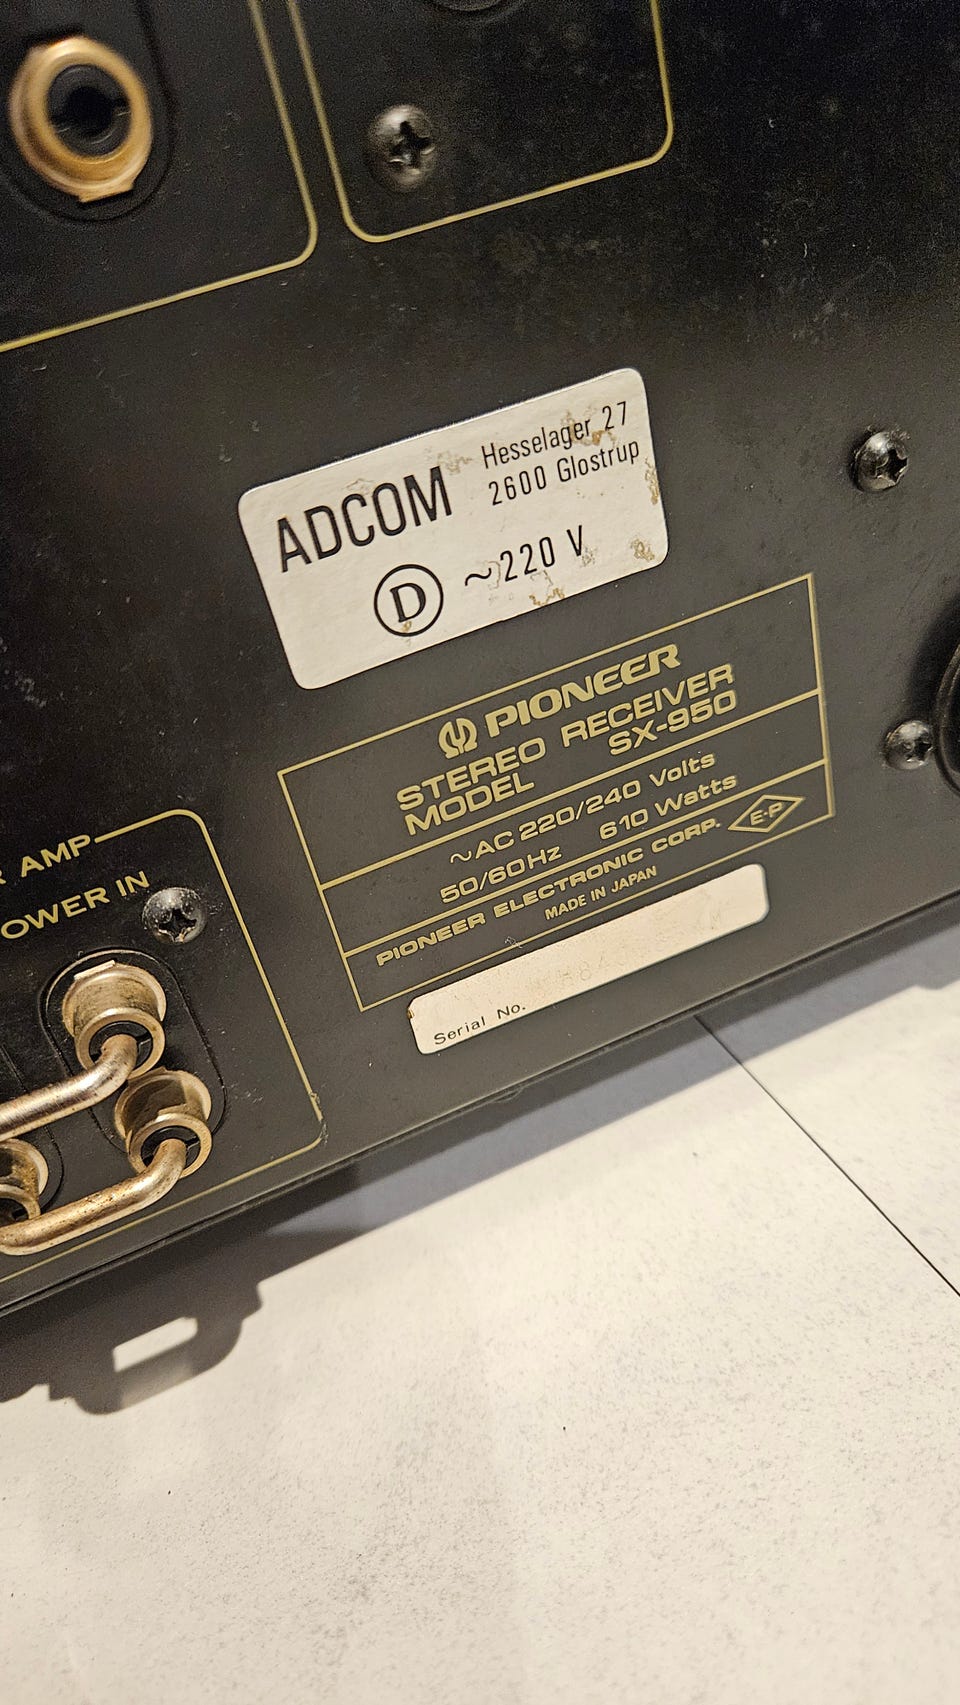 ADCOM
Hesselager 27
2600 Glostrup
D ~220 V
PIONEER
STEREO RECEIVER
MODEL SX-950
~AC 220/240 Volts
50/60Hz 610 Watts
PIONEER ELECTRONIC CORP. E·P
MADE IN JAPAN
Serial No.
AMP
POWER IN